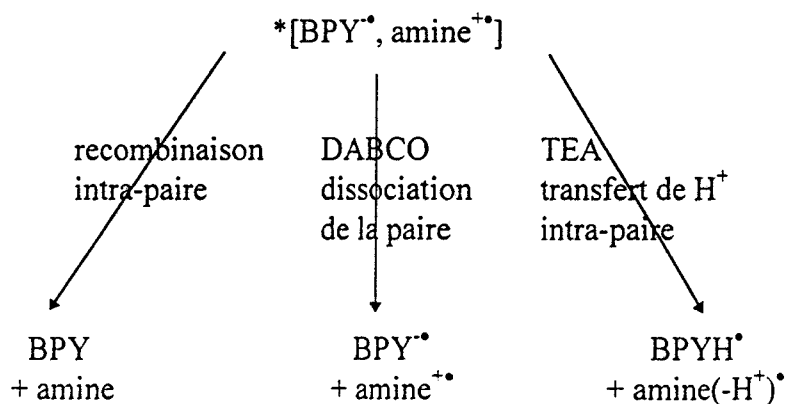 *[BPY⁻•, amine⁺•]
recombinaison
intra-paire
DABCO
dissociation
de la paire
TEA
transfert de H⁺
intra-paire
BPY
+ amine
BPY⁻•
+ amine⁺•
BPYH•
+ amine(-H⁺)•